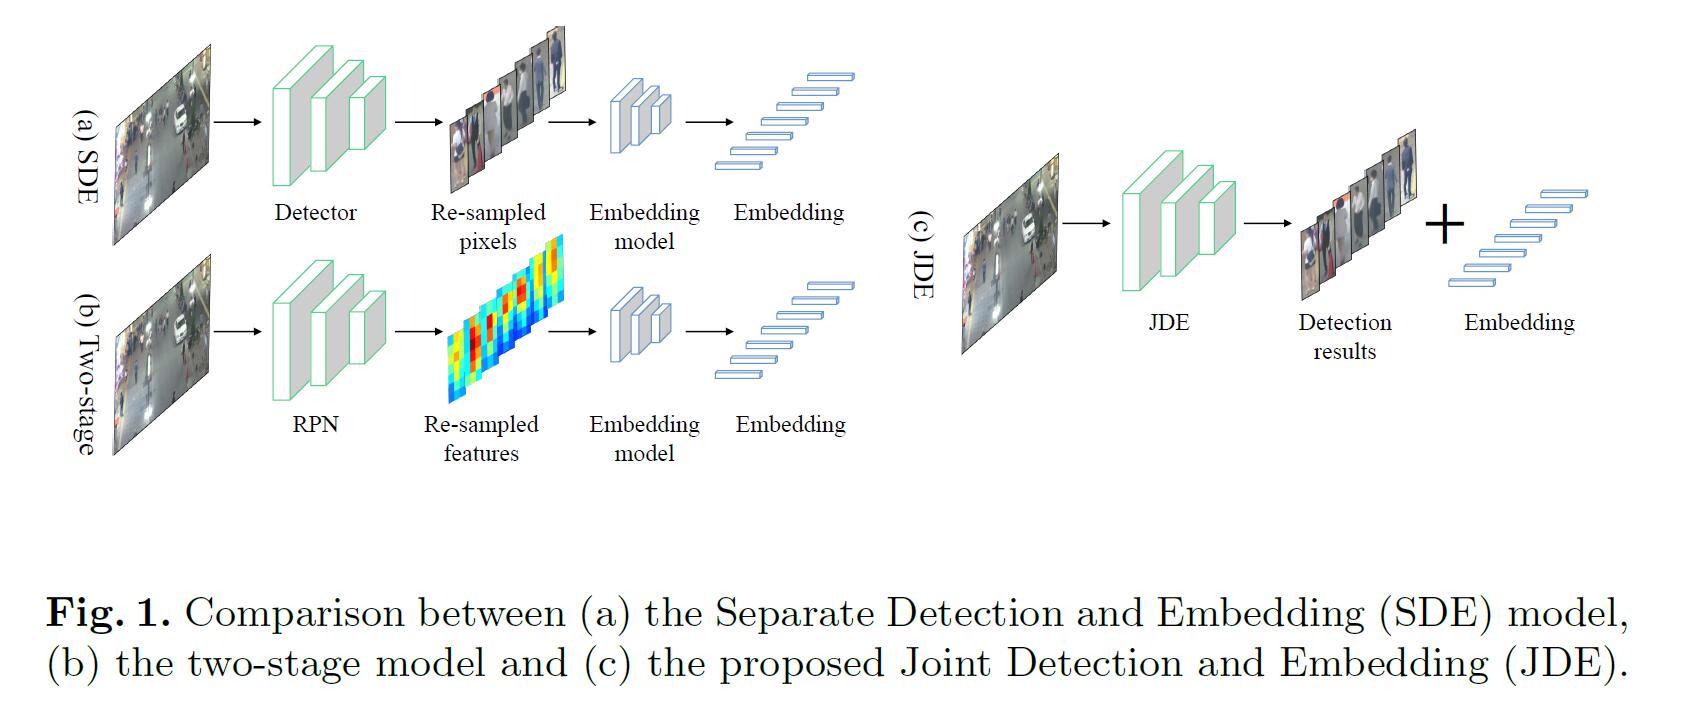 (a) SDE
Detector
Re-sampled
pixels
Embedding
model
Embedding
(b) Two-stage
RPN
Re-sampled
features
Embedding
model
Embedding
(c) JDE
JDE
Detection
results
+
Embedding
Fig. 1. Comparison between (a) the Separate Detection and Embedding (SDE) model,
(b) the two-stage model and (c) the proposed Joint Detection and Embedding (JDE).